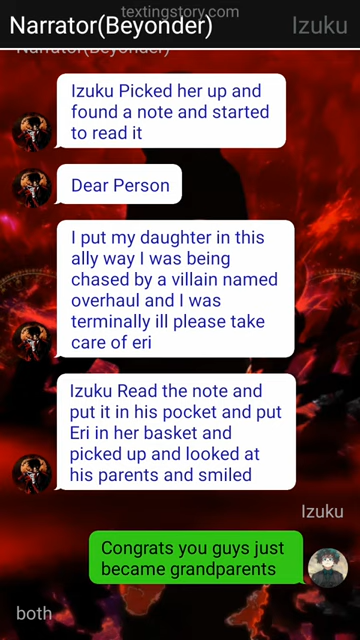 textingstory.com
Narrator(Beyonder)
Izuku
Narrator(Beyonder)
Izuku Picked her up and
found a note and started
to read it
Dear Person
I put my daughter in this
ally way I was being
chased by a villain named
overhaul and I was
terminally ill please take
care of eri
Izuku Read the note and
put it in his pocket and put
Eri in her basket and
picked up and looked at
his parents and smiled
Izuku
Congrats you guys just
became grandparents
both